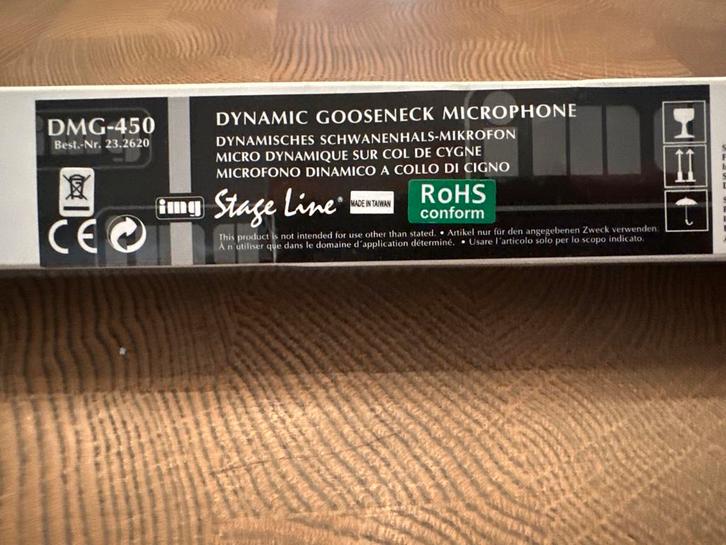 DMG-450
Best.-Nr. 23.2620
CE
DYNAMIC GOOSENECK MICROPHONE
DYNAMISCHES SCHWANENHALS-MIKROFON
MICRO DYNAMIQUE SUR COL DE CYGNE
MICROFONO DINAMICO A COLLO DI CIGNO
img Stage Line® MADE IN TAIWAN
RoHS
conform
This product is not intended for use other than stated. • Artikel nur für den angegebenen Zweck verwenden.
A n'utiliser que dans le domaine d'application déterminé. • Usare l'articolo solo per lo scopo indicato.